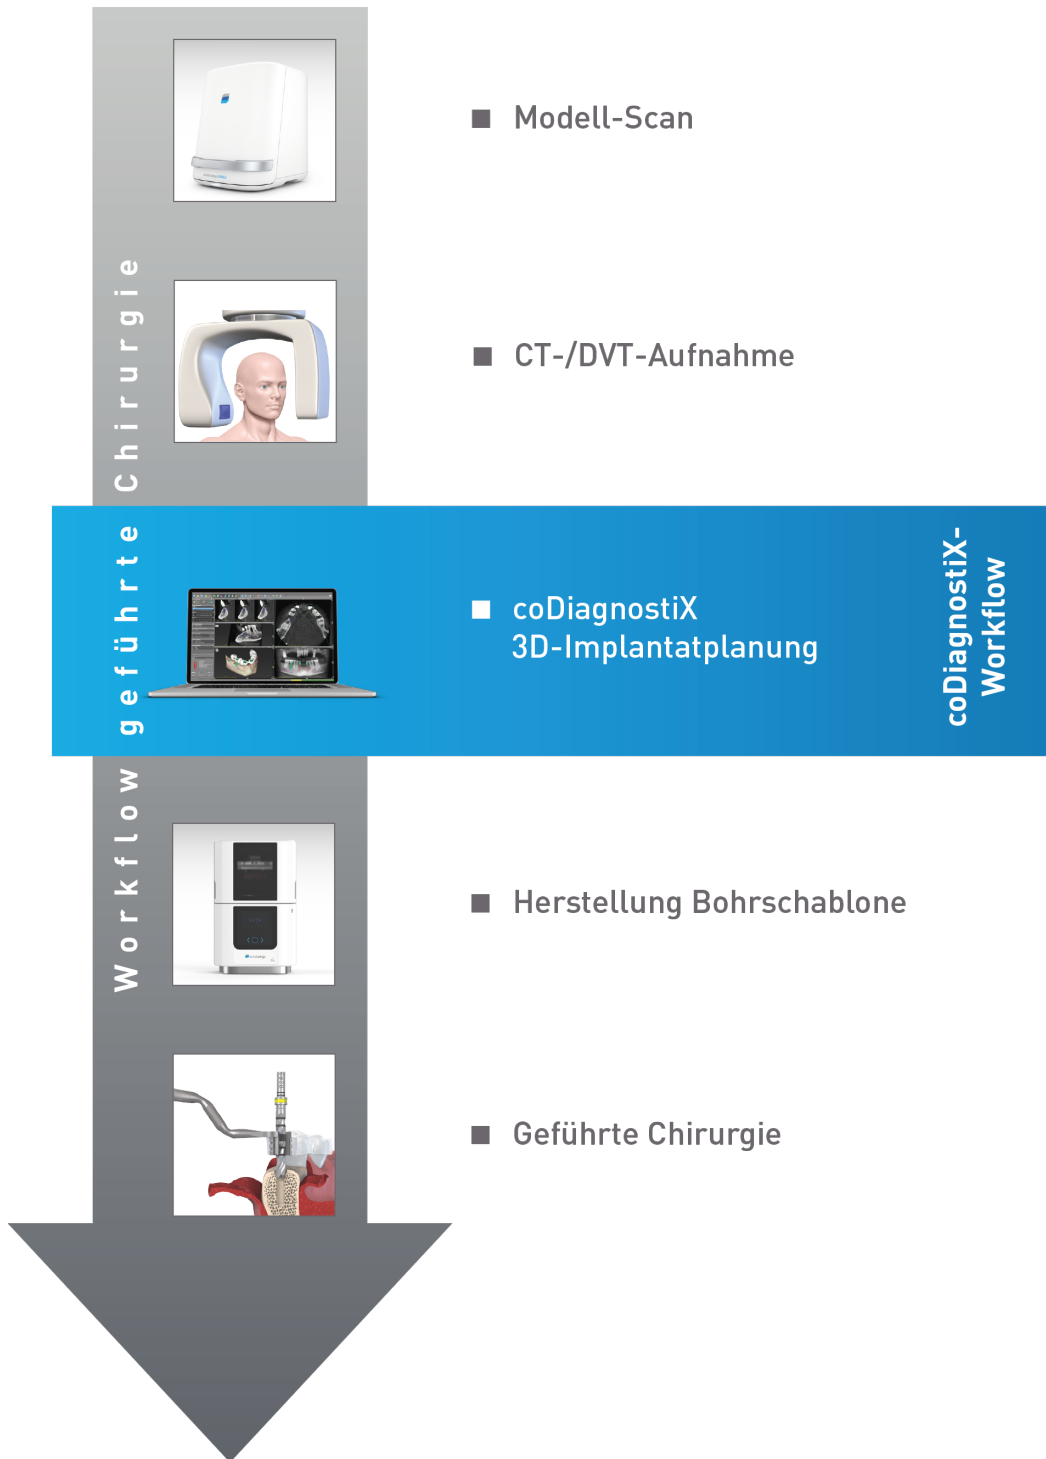 Workflow geführte Chirurgie
Modell-Scan
CT-/DVT-Aufnahme
coDiagnostiX
3D-Implantatplanung
coDiagnostiX-
Workflow
Herstellung Bohrschablone
Geführte Chirurgie